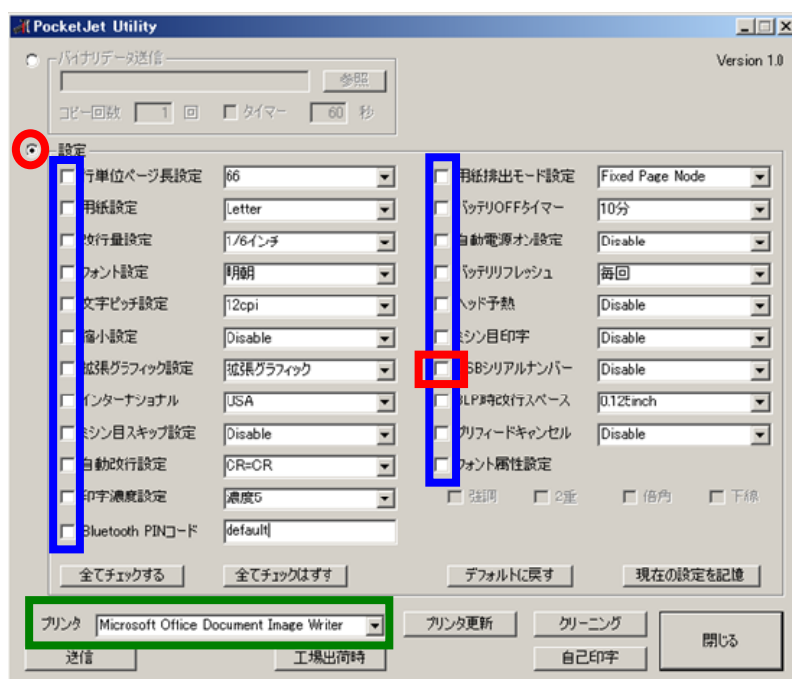 PocketJet Utility
バイナリデータ送信
Version 1.0
参照
コピー回数 1 回 タイマー 60 秒
設定
行単位ページ長設定 66 用紙排出モード設定 Fixed Page Node
用紙設定 Letter バッテリOFFタイマー 10分
改行量設定 1/6インチ 自動電源オン設定 Disable
フォント設定 明朝 バッテリリフレッシュ 毎回
文字ピッチ設定 12cpi ヘッド予熱 Disable
縮小設定 Disable ミシン目印字 Disable
拡張グラフィック設定 拡張グラフィック USBシリアルナンバー Disable
インターナショナル USA BLP時改行スペース 0.125inch
ミシン目スキップ設定 Disable プリフィードキャンセル Disable
自動改行設定 CR=CR フォント属性設定
印字濃度設定 濃度5 強調 2重 倍角 下線
Bluetooth PINコード default
全てチェックする 全てチェックはずす デフォルトに戻す 現在の設定を記憶
プリンタ Microsoft Office Document Image Writer プリンタ更新 クリーニング 閉じる
送信 工場出荷時 自己印字